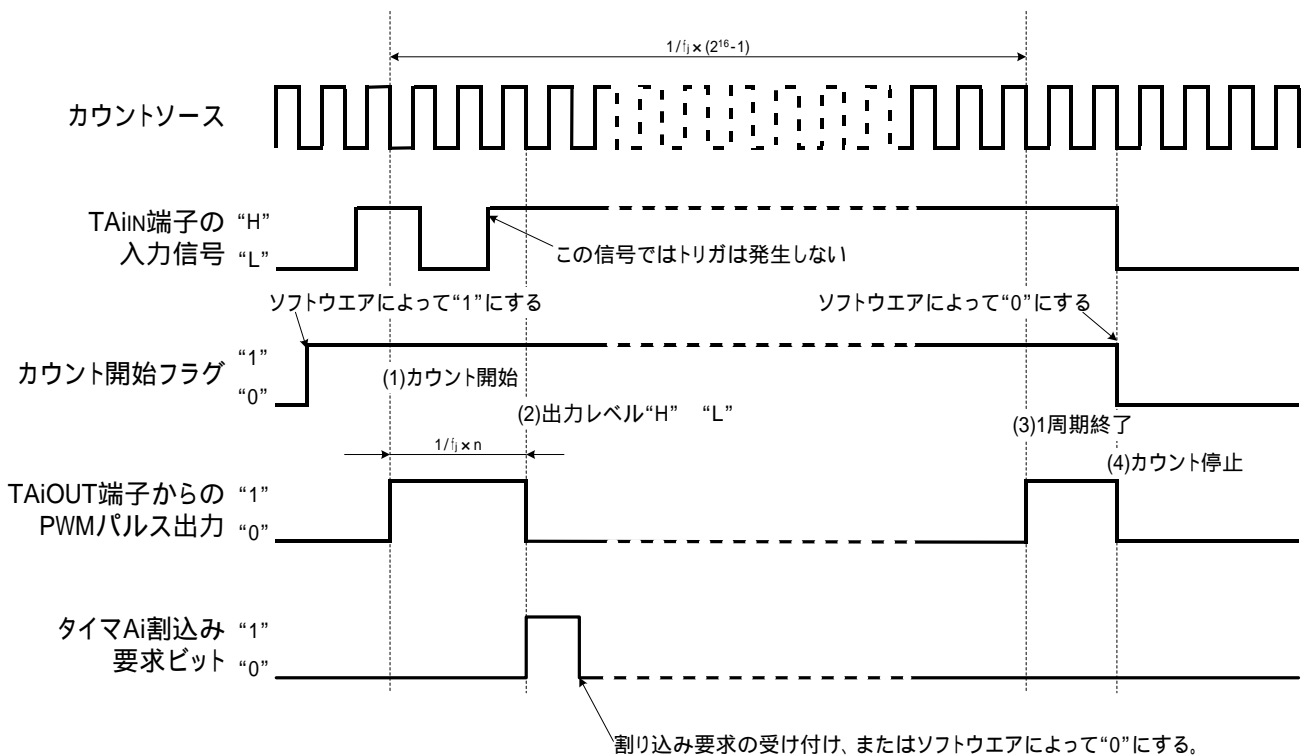 1/fj×(2¹⁶-1)
カウントソース
TAiIN端子の
入力信号
“H”
“L”
この信号ではトリガは発生しない
ソフトウエアによって“1”にする
ソフトウエアによって“0”にする
カウント開始フラグ
“1”
“0”
(1)カウント開始
(2)出力レベル“H” “L”
(3)1周期終了
1/fj×n
(4)カウント停止
TAiOUT端子からの
PWMパルス出力
“1”
“0”
タイマAi割込み
要求ビット
“1”
“0”
割り込み要求の受け付け、またはソフトウエアによって“0”にする。